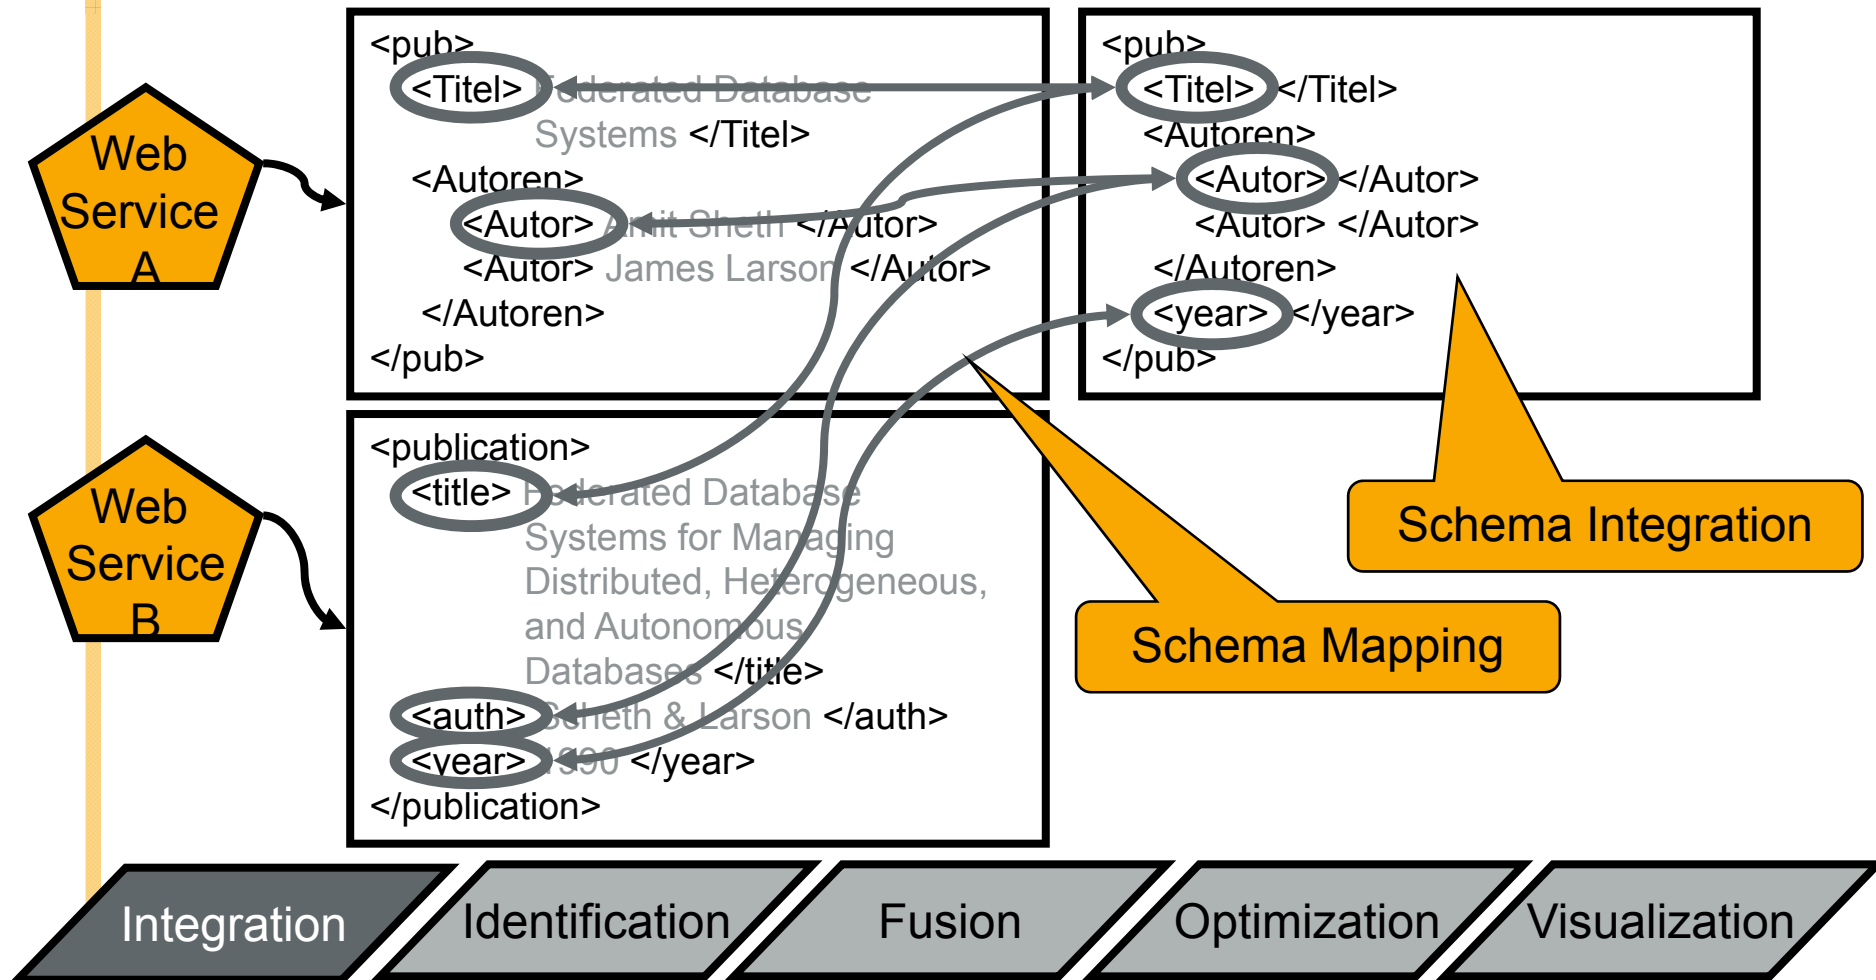 Web
Service
A
<pub>
<Titel> Federated Database
Systems </Titel>
<Autoren>
<Autor> Amit Sheth </Autor>
<Autor> James Larson </Autor>
</Autoren>
</pub>
<pub>
<Titel> </Titel>
<Autoren>
<Autor> </Autor>
<Autor> </Autor>
</Autoren>
<year> </year>
</pub>
Web
Service
B
<publication>
<title> Federated Database
Systems for Managing
Distributed, Heterogeneous,
and Autonomous
Databases </title>
<auth> Scheth & Larson </auth>
<year> 1990 </year>
</publication>
Schema Integration
Schema Mapping
Integration
Identification
Fusion
Optimization
Visualization